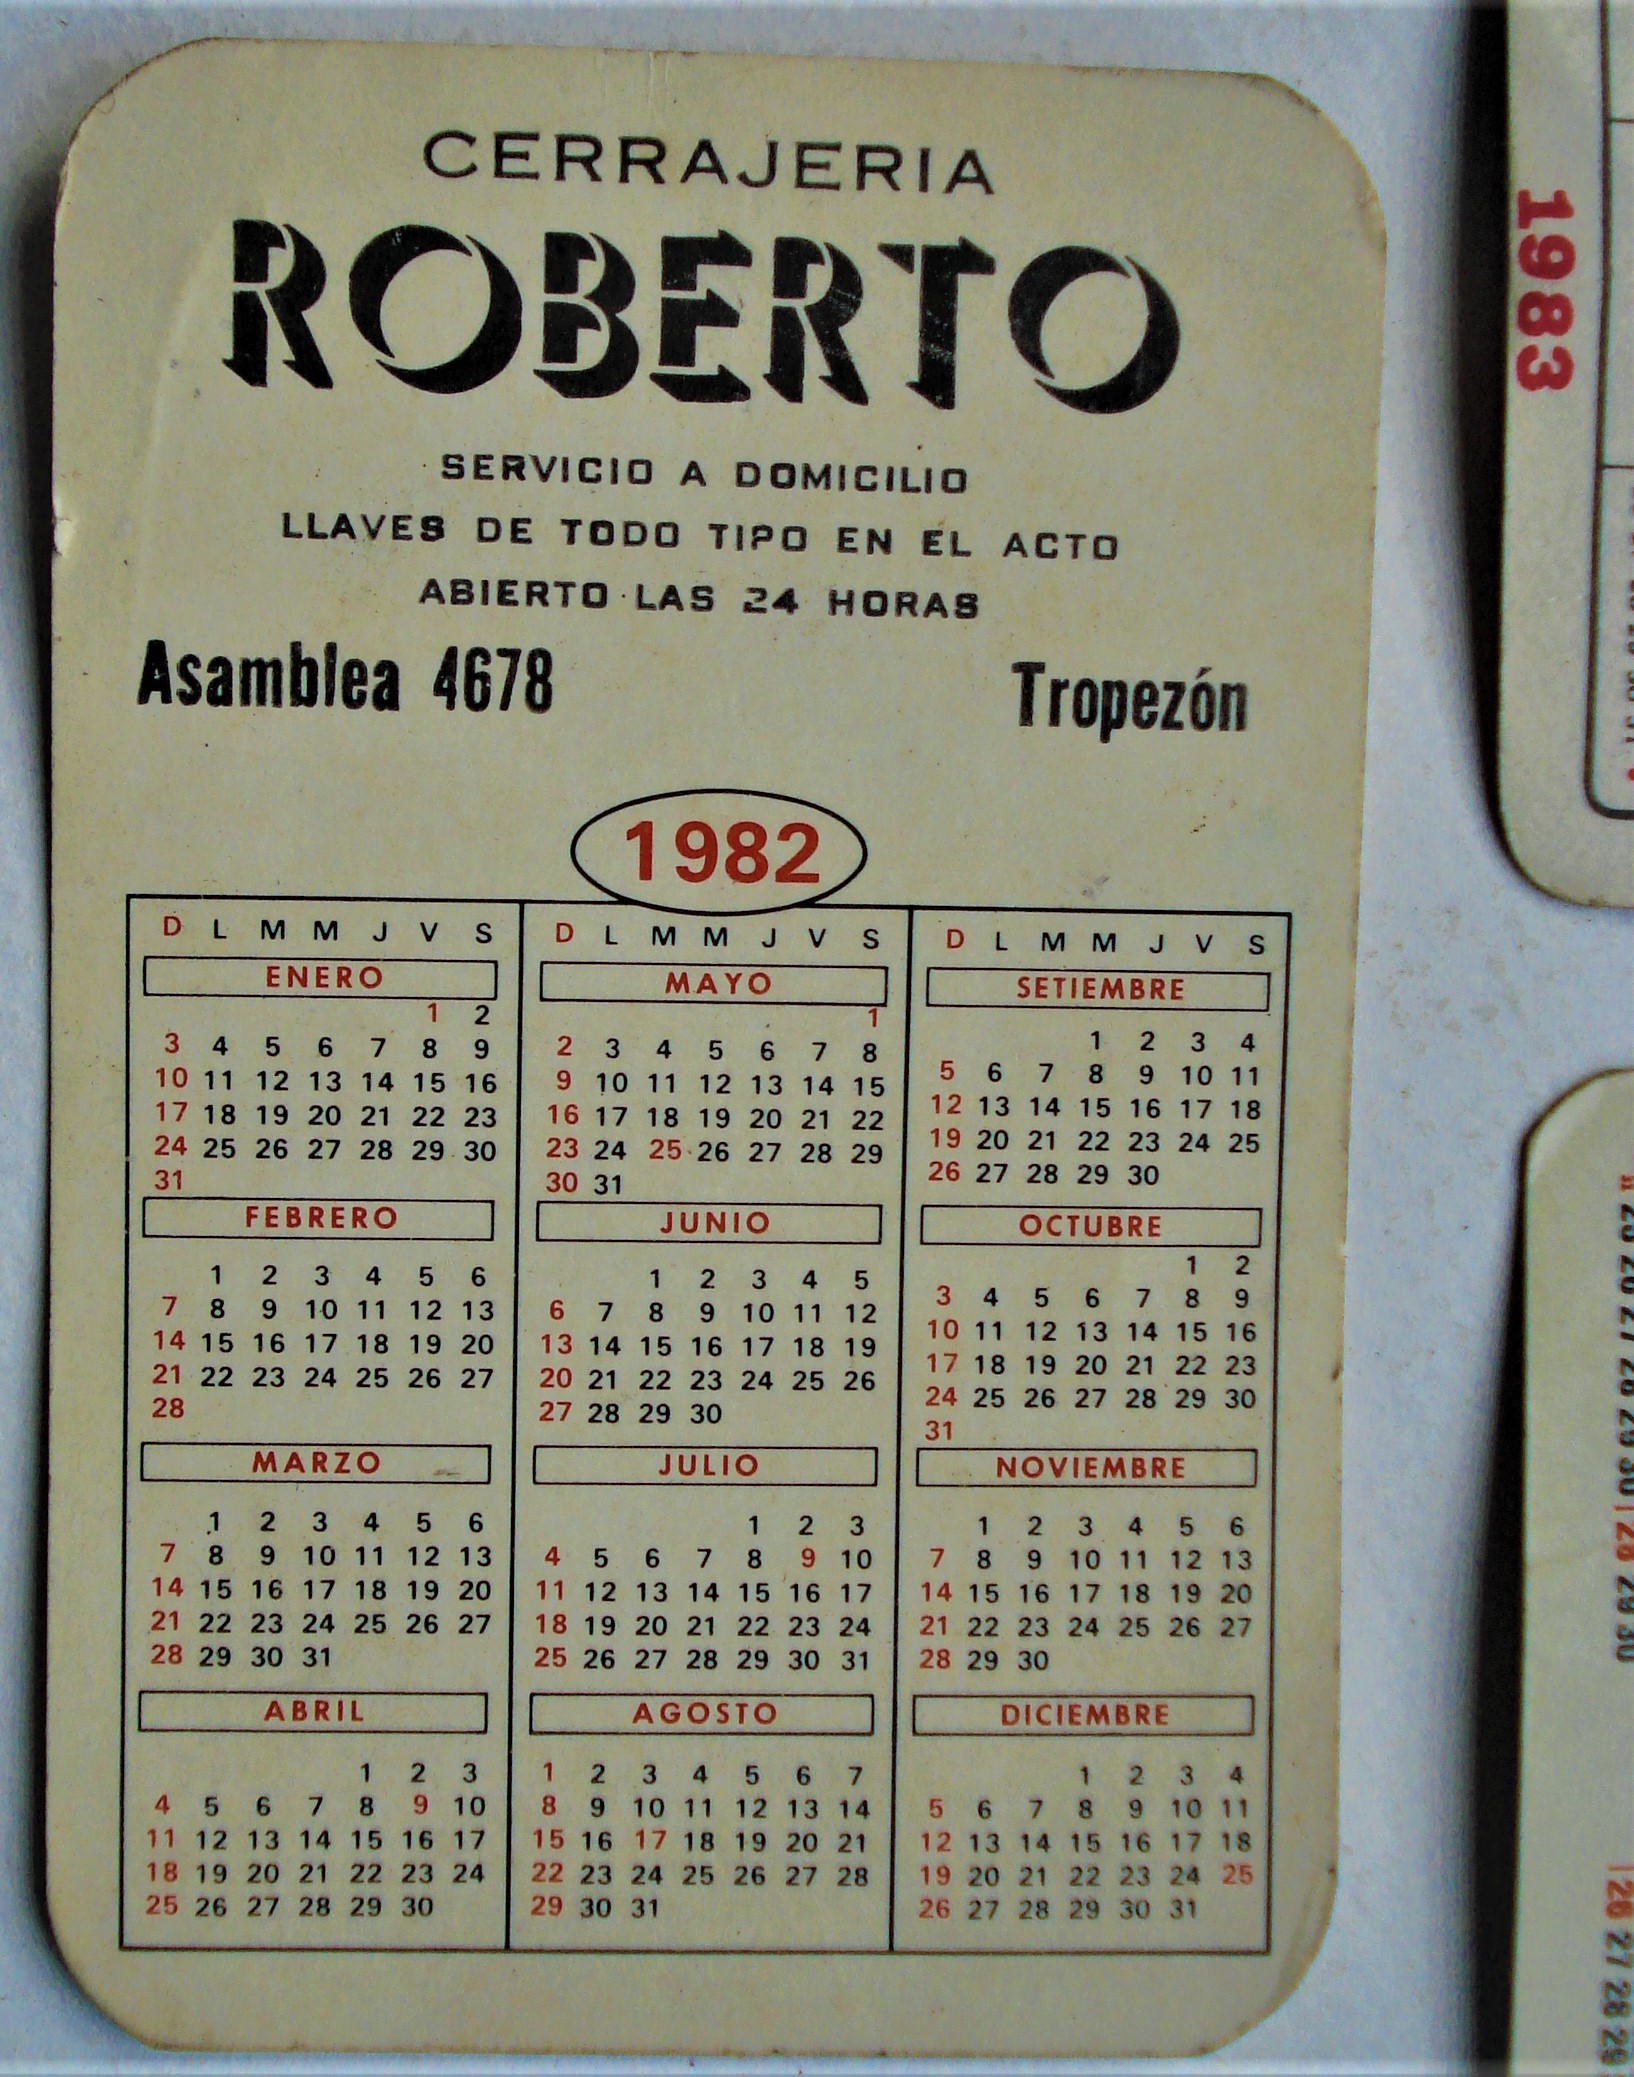 CERRAJERIA
ROBERTO
SERVICIO A DOMICILIO
LLAVES DE TODO TIPO EN EL ACTO
ABIERTO LAS 24 HORAS
Asamblea 4678 Tropezón
1982
D L M M J V S
ENERO
1 2
3 4 5 6 7 8 9
10 11 12 13 14 15 16
17 18 19 20 21 22 23
24 25 26 27 28 29 30
31
FEBRERO
1 2 3 4 5 6
7 8 9 10 11 12 13
14 15 16 17 18 19 20
21 22 23 24 25 26 27
28
MARZO
1 2 3 4 5 6
7 8 9 10 11 12 13
14 15 16 17 18 19 20
21 22 23 24 25 26 27
28 29 30 31
ABRIL
1 2 3
4 5 6 7 8 9 10
11 12 13 14 15 16 17
18 19 20 21 22 23 24
25 26 27 28 29 30
D L M M J V S
MAYO
1
2 3 4 5 6 7 8
9 10 11 12 13 14 15
16 17 18 19 20 21 22
23 24 25 26 27 28 29
30 31
JUNIO
1 2 3 4 5
6 7 8 9 10 11 12
13 14 15 16 17 18 19
20 21 22 23 24 25 26
27 28 29 30
JULIO
1 2 3
4 5 6 7 8 9 10
11 12 13 14 15 16 17
18 19 20 21 22 23 24
25 26 27 28 29 30 31
AGOSTO
1 2 3 4 5 6 7
8 9 10 11 12 13 14
15 16 17 18 19 20 21
22 23 24 25 26 27 28
29 30 31
D L M M J V S
SETIEMBRE
1 2 3 4
5 6 7 8 9 10 11
12 13 14 15 16 17 18
19 20 21 22 23 24 25
26 27 28 29 30
OCTUBRE
1 2
3 4 5 6 7 8 9
10 11 12 13 14 15 16
17 18 19 20 21 22 23
24 25 26 27 28 29 30
31
NOVIEMBRE
1 2 3 4 5 6
7 8 9 10 11 12 13
14 15 16 17 18 19 20
21 22 23 24 25 26 27
28 29 30
DICIEMBRE
1 2 3 4
5 6 7 8 9 10 11
12 13 14 15 16 17 18
19 20 21 22 23 24 25
26 27 28 29 30 31
1983